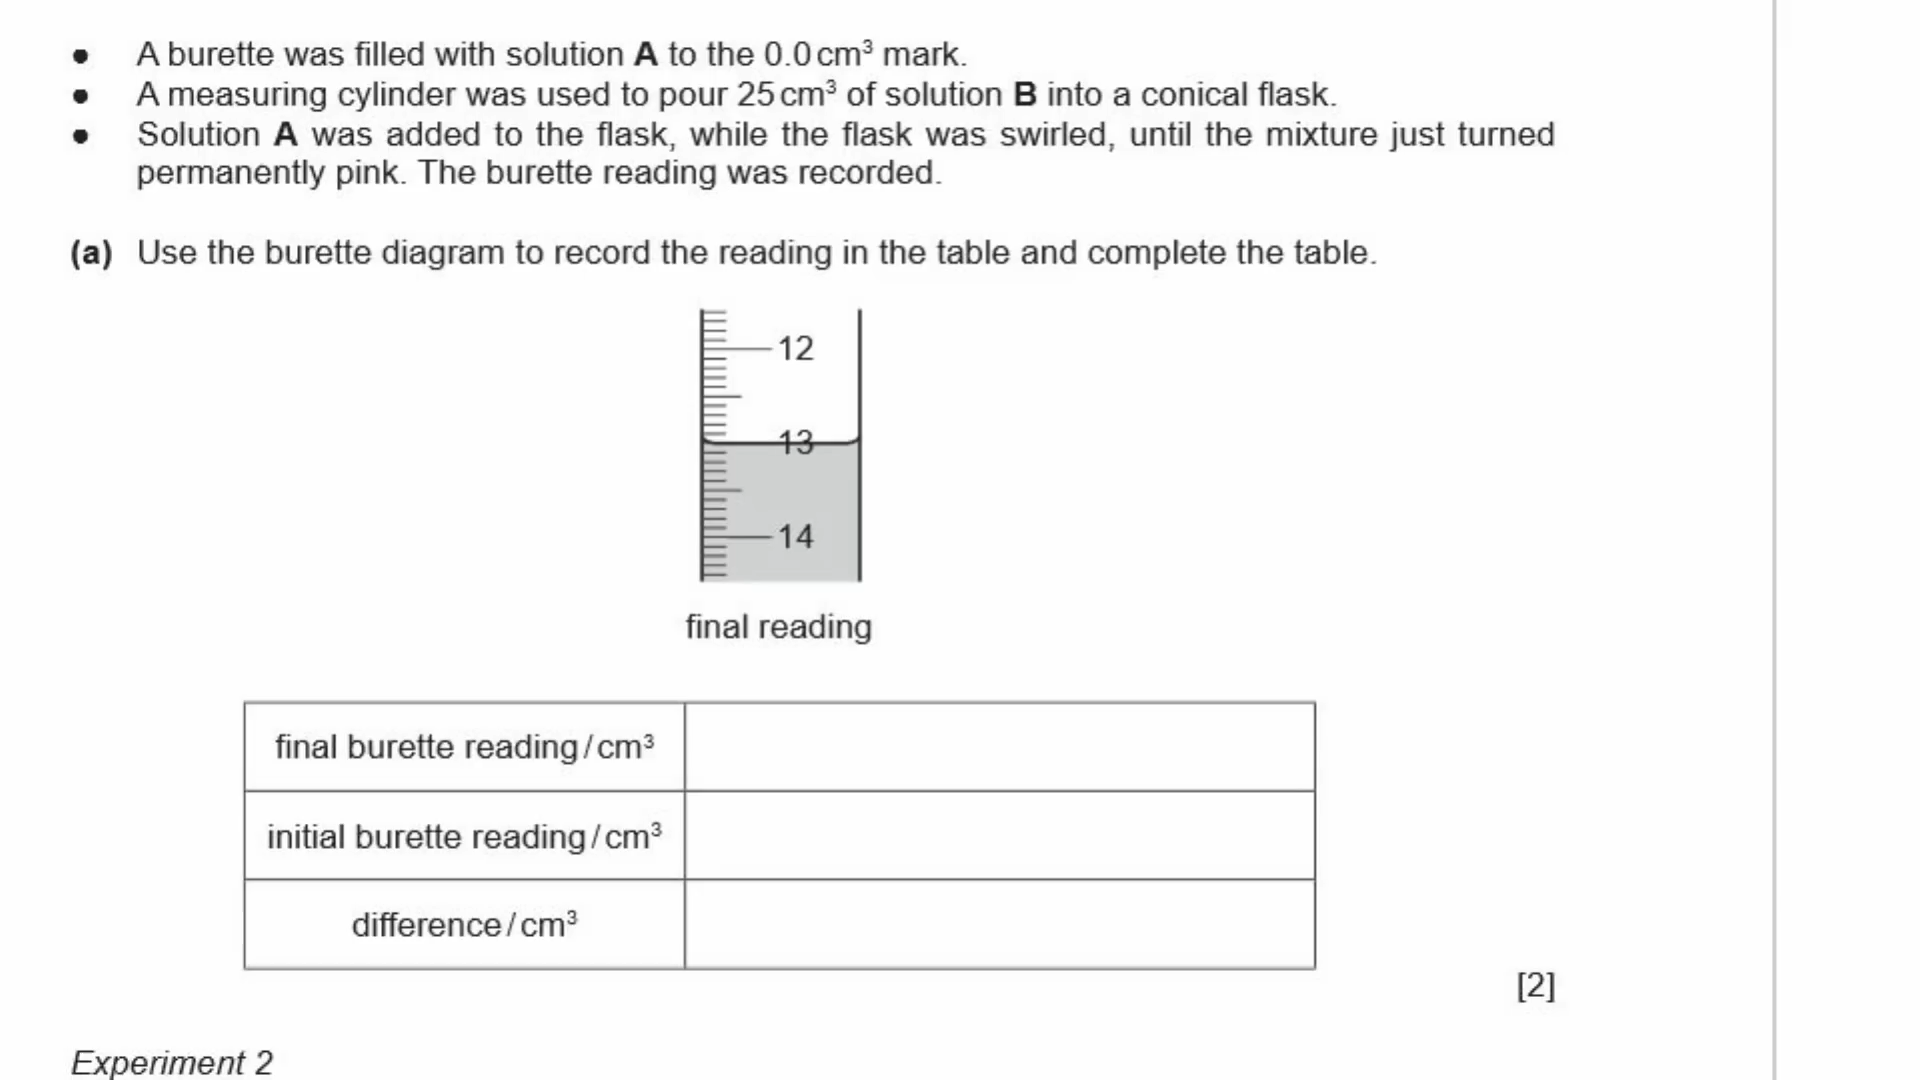 • A burette was filled with solution A to the 0.0 cm³ mark.
• A measuring cylinder was used to pour 25 cm³ of solution B into a conical flask.
• Solution A was added to the flask, while the flask was swirled, until the mixture just turned
permanently pink. The burette reading was recorded.
(a) Use the burette diagram to record the reading in the table and complete the table.
12
13
14
final reading
final burette reading / cm³
initial burette reading / cm³
difference / cm³
[2]
Experiment 2